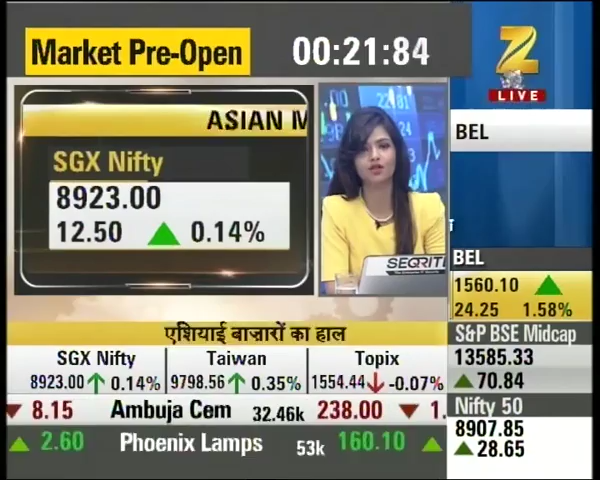 Market Pre-Open
00:21:84
Z
LIVE
ASIAN M
SGX Nifty
8923.00
12.50 0.14%
SEQRIT
BEL
BEL
1560.10
24.25 1.58%
S&P BSE Midcap
13585.33
70.84
Nifty 50
8907.85
28.65
एशियाई बाज़ारों का हाल
SGX Nifty Taiwan Topix
8923.00 0.14% 9798.56 0.35% 1554.44 -0.07%
8.15 Ambuja Cem 32.46k 238.00 1.
2.60 Phoenix Lamps 53k 160.10